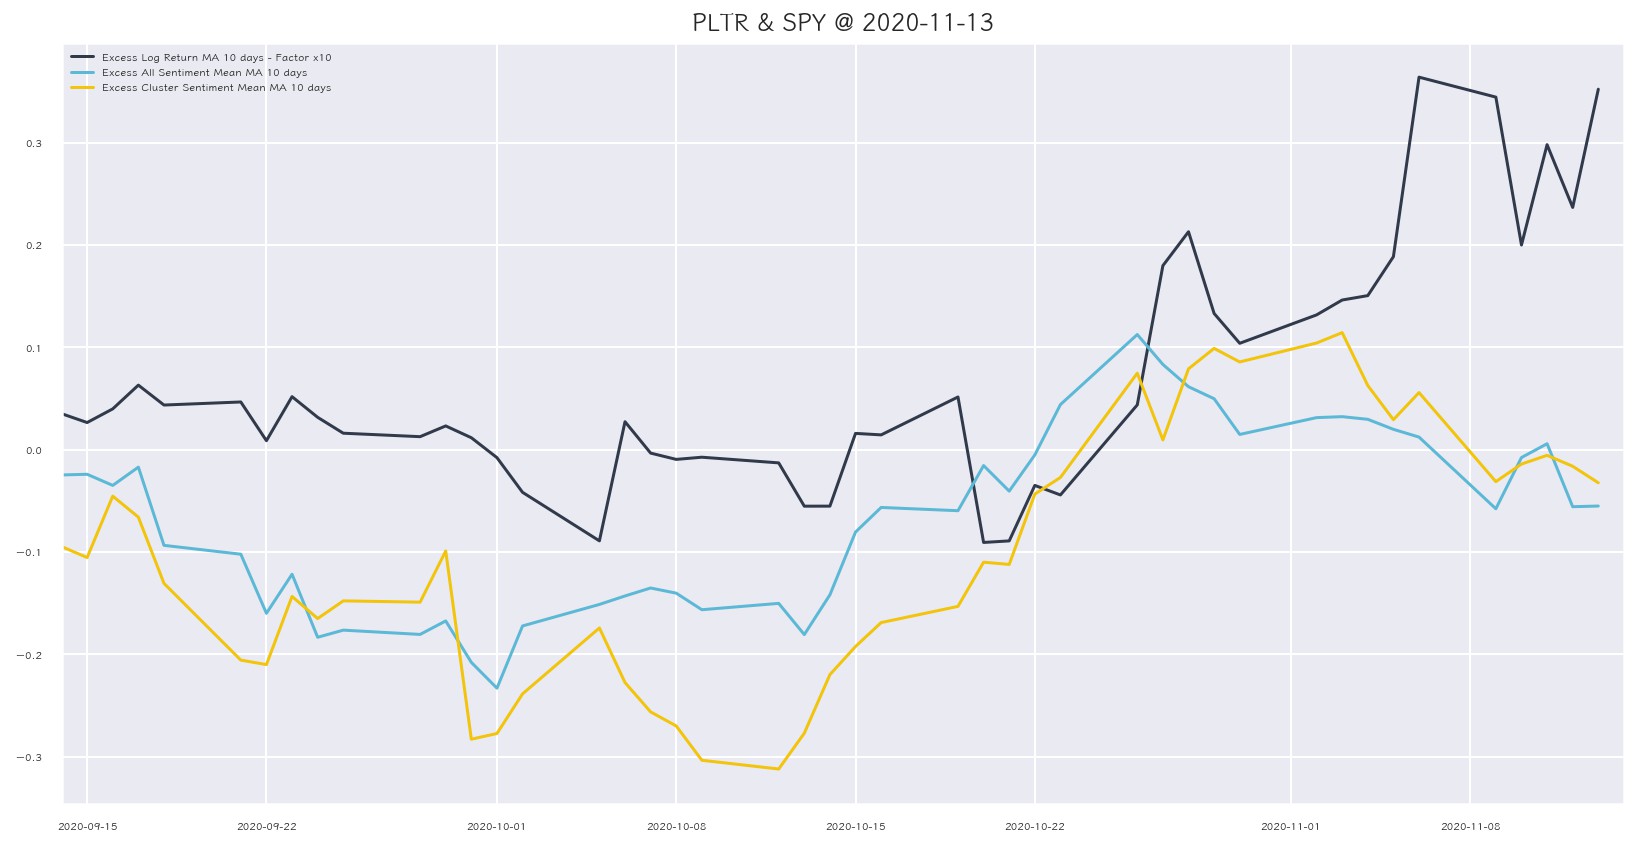 PLTR & SPY @ 2020-11-13
Excess Log Return MA 10 days - Factor x10
Excess All Sentiment Mean MA 10 days
Excess Cluster Sentiment Mean MA 10 days
0.3
0.2
0.1
0.0
−0.1
−0.2
−0.3
2020-09-15 2020-09-22 2020-10-01 2020-10-08 2020-10-15 2020-10-22 2020-11-01 2020-11-08